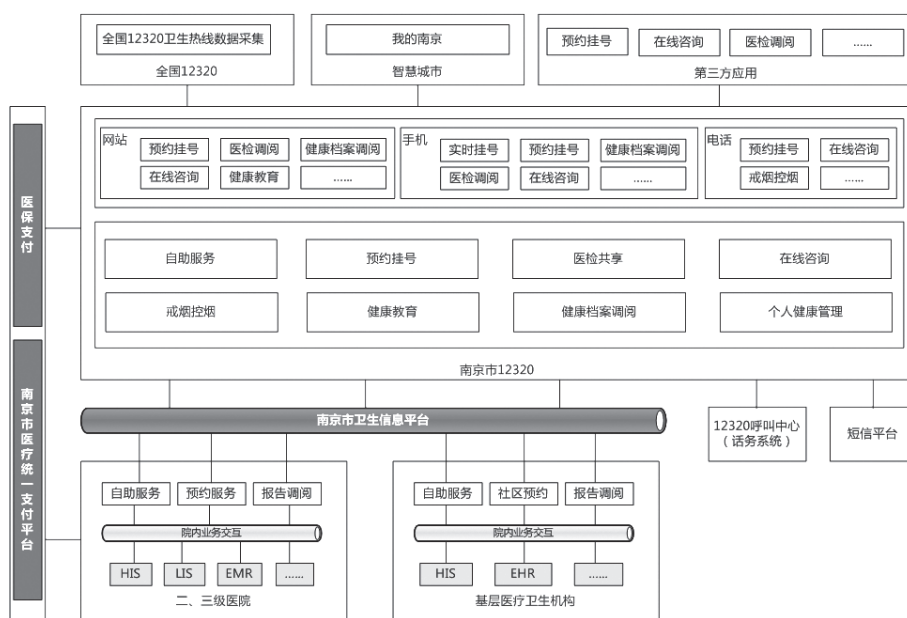 全国12320卫生热线数据采集
全国12320
我的南京
智慧城市
预约挂号
在线咨询
医检调阅
......
第三方应用
医保支付
南京市医疗统一支付平台
网站
预约挂号
医检调阅
健康档案调阅
在线咨询
健康教育
......
手机
实时挂号
预约挂号
健康档案调阅
医检调阅
在线咨询
......
电话
预约挂号
在线咨询
戒烟控烟
......
自助服务
预约挂号
医检共享
在线咨询
戒烟控烟
健康教育
健康档案调阅
个人健康管理
南京市12320
南京市卫生信息平台
12320呼叫中心
（话务系统）
短信平台
自助服务
预约服务
报告调阅
院内业务交互
HIS
LIS
EMR
......
二、三级医院
自助服务
社区预约
报告调阅
院内业务交互
HIS
EHR
......
基层医疗卫生机构